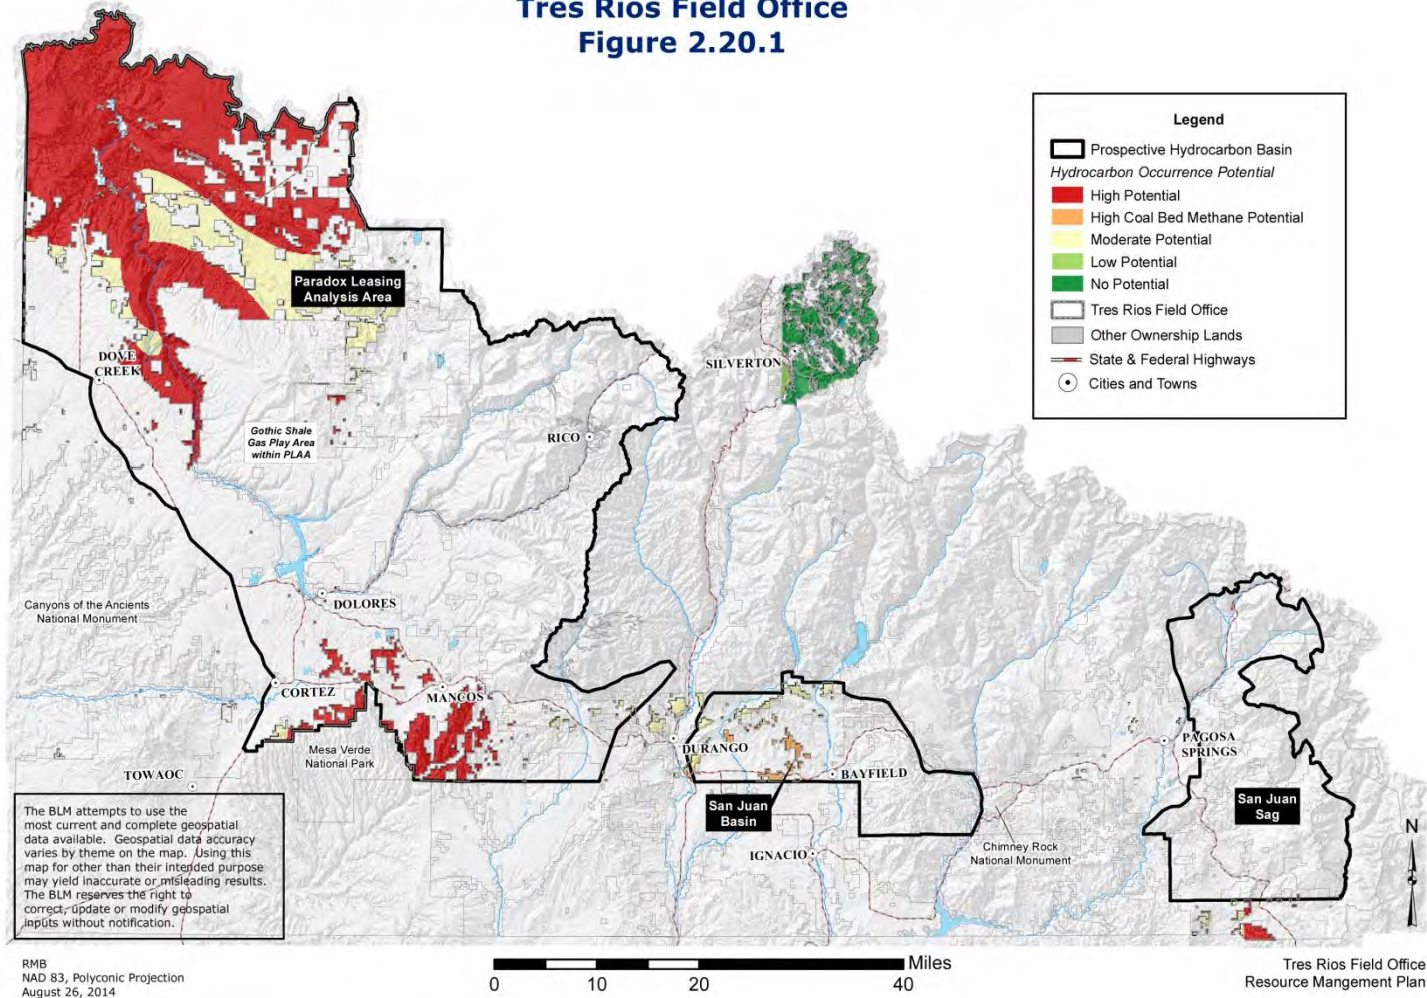 Tres Rios Field Office
Figure 2.20.1
Legend
Prospective Hydrocarbon Basin
Hydrocarbon Occurrence Potential
High Potential
High Coal Bed Methane Potential
Moderate Potential
Low Potential
No Potential
Tres Rios Field Office
Other Ownership Lands
State & Federal Highways
Cities and Towns
Paradox Leasing
Analysis Area
DOVE
CREEK
SILVERTON
Gothic Shale
Gas Play Area
within PLAA
RICO
Canyons of the Ancients
National Monument
DOLORES
CORTEZ
MANCOS
Mesa Verde
National Park
TOWAOC
DURANGO
BAYFIELD
PAGOSA
SPRINGS
San Juan
Basin
San Juan
Sag
IGNACIO
Chimney Rock
National Monument
N
The BLM attempts to use the
most current and complete geospatial
data available. Geospatial data accuracy
varies by theme on the map. Using this
map for other than their intended purpose
may yield inaccurate or misleading results.
The BLM reserves the right to
correct, update or modify geospatial
inputs without notification.
RMB
NAD 83, Polyconic Projection
August 26, 2014
Miles
0 10 20 40
Tres Rios Field Office
Resource Mangement Plan